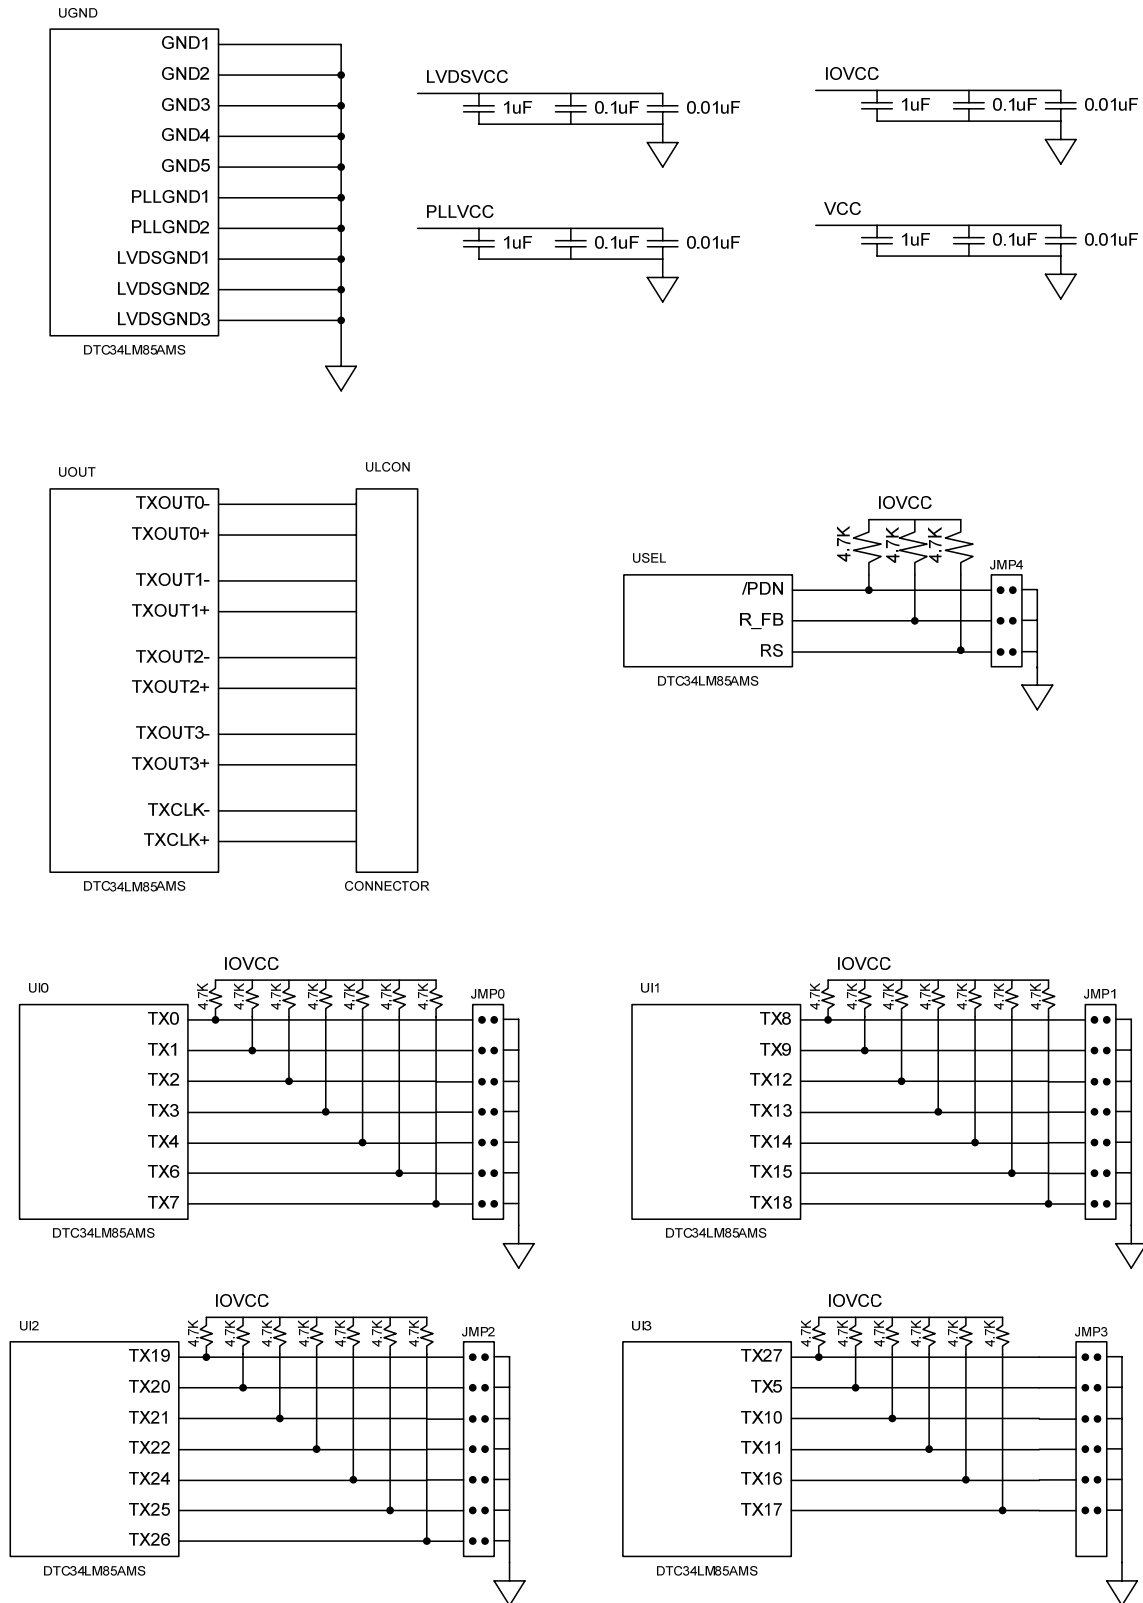 UGND
GND1
GND2
GND3
GND4
GND5
PLLGND1
PLLGND2
LVDSGND1
LVDSGND2
LVDSGND3
DTC34LM85AMS
LVDSVCC
1uF 0.1uF 0.01uF
IOVCC
1uF 0.1uF 0.01uF
PLLVCC
1uF 0.1uF 0.01uF
VCC
1uF 0.1uF 0.01uF
UOUT
TXOUT0-
TXOUT0+
TXOUT1-
TXOUT1+
TXOUT2-
TXOUT2+
TXOUT3-
TXOUT3+
TXCLK-
TXCLK+
DTC34LM85AMS
ULCON
CONNECTOR
IOVCC
4.7K 4.7K 4.7K
USEL
JMP4
/PDN
R_FB
RS
DTC34LM85AMS
IOVCC
4.7K 4.7K 4.7K 4.7K 4.7K 4.7K 4.7K
UI0
JMP0
TX0
TX1
TX2
TX3
TX4
TX6
TX7
DTC34LM85AMS
IOVCC
4.7K 4.7K 4.7K 4.7K 4.7K 4.7K 4.7K
UI1
JMP1
TX8
TX9
TX12
TX13
TX14
TX15
TX18
DTC34LM85AMS
IOVCC
4.7K 4.7K 4.7K 4.7K 4.7K 4.7K 4.7K
UI2
JMP2
TX19
TX20
TX21
TX22
TX24
TX25
TX26
DTC34LM85AMS
IOVCC
4.7K 4.7K 4.7K 4.7K 4.7K 4.7K
UI3
JMP3
TX27
TX5
TX10
TX11
TX16
TX17
DTC34LM85AMS